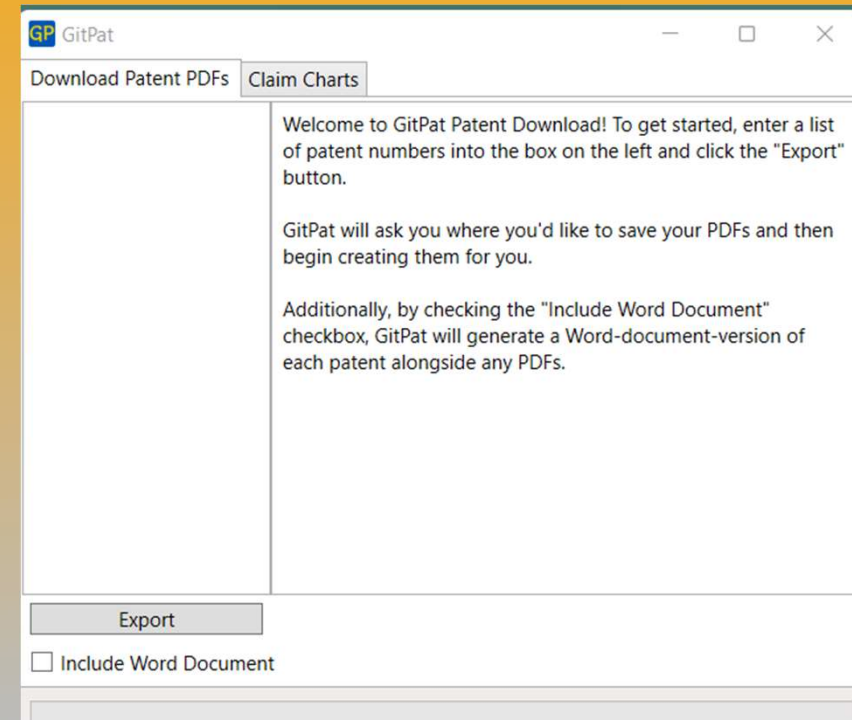 GP GitPat
Download Patent PDFs Claim Charts
Welcome to GitPat Patent Download! To get started, enter a list
of patent numbers into the box on the left and click the "Export"
button.
GitPat will ask you where you'd like to save your PDFs and then
begin creating them for you.
Additionally, by checking the "Include Word Document"
checkbox, GitPat will generate a Word-document-version of
each patent alongside any PDFs.
Export
Include Word Document